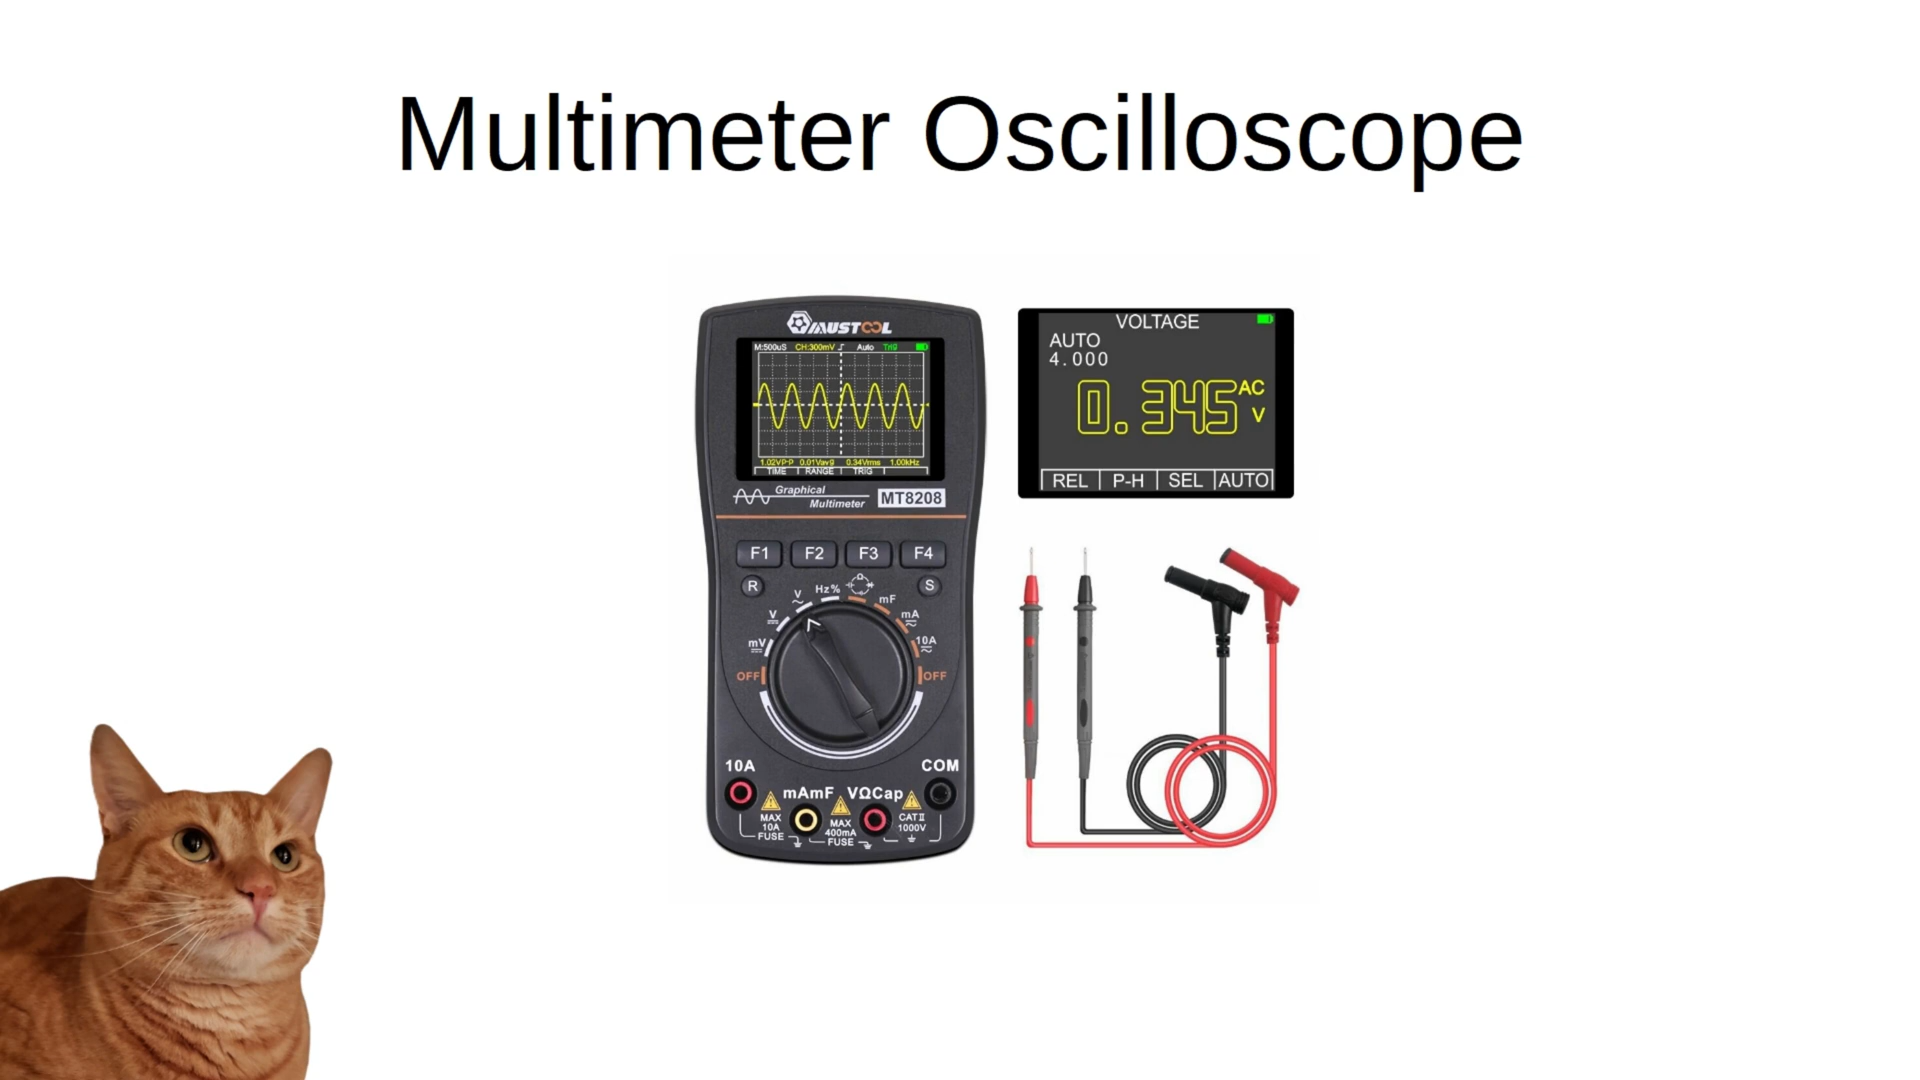 Multimeter Oscilloscope
MUSTOOL
M:500uS CH:300mV Auto Trig
1.02VP-P 0.01Vavg 0.34Vrms 1.00kHz
TIME RANGE TRIG
Graphical
Multimeter
MT8208
VOLTAGE
AUTO
4.000
0.345 AC
V
REL P-H SEL AUTO
F1 F2 F3 F4
R S
Hz%
V
mF
V
mA
mV
10A
OFF OFF
10A COM
mAmF VΩCap
MAX
10A
FUSE
MAX
400mA
FUSE
CAT II
1000V